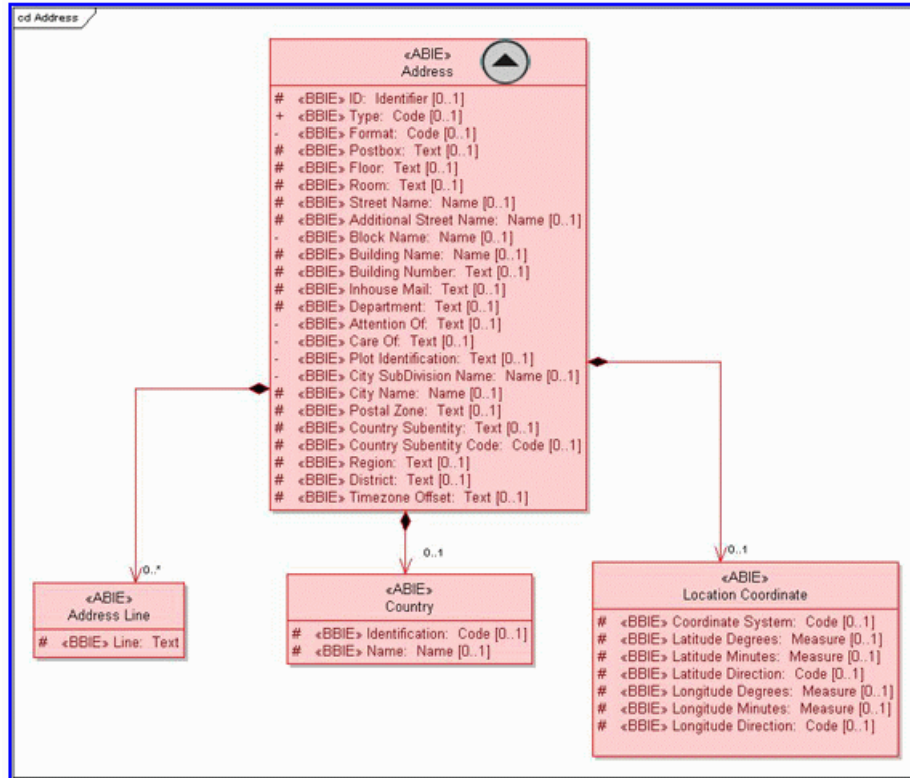 cd Address
«ABIE»
Address
# «BBIE» ID: Identifier [0..1]
+ «BBIE» Type: Code [0..1]
- «BBIE» Format: Code [0..1]
# «BBIE» Postbox: Text [0..1]
# «BBIE» Floor: Text [0..1]
# «BBIE» Room: Text [0..1]
# «BBIE» Street Name: Name [0..1]
# «BBIE» Additional Street Name: Name [0..1]
- «BBIE» Block Name: Name [0..1]
# «BBIE» Building Name: Name [0..1]
# «BBIE» Building Number: Text [0..1]
# «BBIE» Inhouse Mail: Text [0..1]
# «BBIE» Department: Text [0..1]
- «BBIE» Attention Of: Text [0..1]
- «BBIE» Care Of: Text [0..1]
- «BBIE» Plot Identification: Text [0..1]
- «BBIE» City SubDivision Name: Name [0..1]
# «BBIE» City Name: Name [0..1]
# «BBIE» Postal Zone: Text [0..1]
# «BBIE» Country Subentity: Text [0..1]
# «BBIE» Country Subentity Code: Code [0..1]
# «BBIE» Region: Text [0..1]
# «BBIE» District: Text [0..1]
# «BBIE» Timezone Offset: Text [0..1]
0..*
«ABIE»
Address Line
# «BBIE» Line: Text
0..1
«ABIE»
Country
# «BBIE» Identification: Code [0..1]
# «BBIE» Name: Name [0..1]
0..1
«ABIE»
Location Coordinate
# «BBIE» Coordinate System: Code [0..1]
# «BBIE» Latitude Degrees: Measure [0..1]
# «BBIE» Latitude Minutes: Measure [0..1]
# «BBIE» Latitude Direction: Code [0..1]
# «BBIE» Longitude Degrees: Measure [0..1]
# «BBIE» Longitude Minutes: Measure [0..1]
# «BBIE» Longitude Direction: Code [0..1]